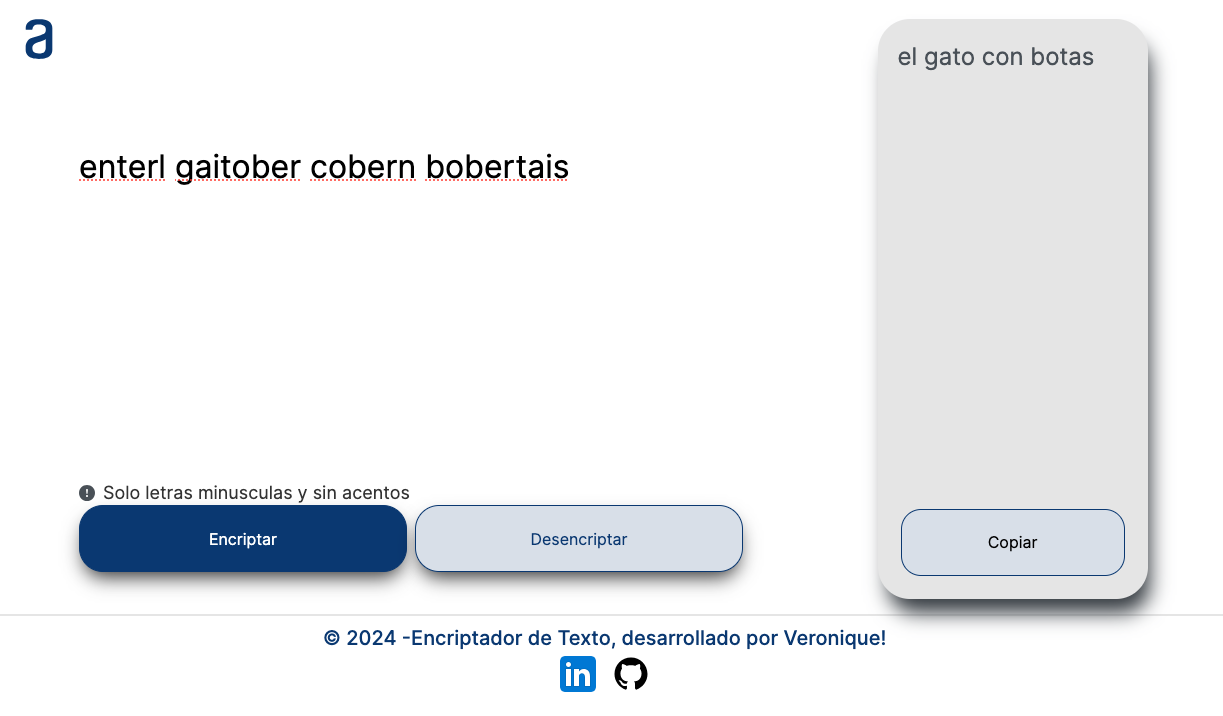 a
enterl gaitober cobern bobertais
Solo letras minusculas y sin acentos
Encriptar
Desencriptar
el gato con botas
Copiar
© 2024 -Encriptador de Texto, desarrollado por Veronique!
in